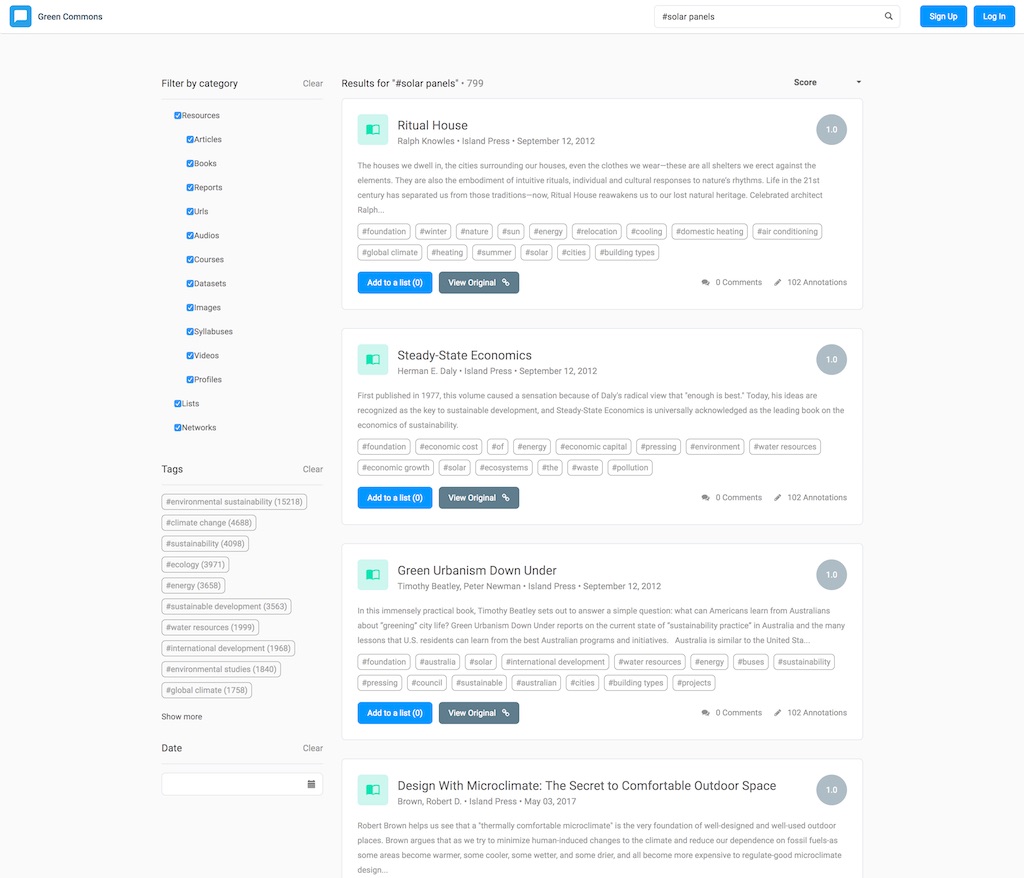 Green Commons
#solar panels
Sign Up
Log In
Filter by category
Clear
Resources
Articles
Books
Reports
Urls
Audios
Courses
Datasets
Images
Syllabuses
Videos
Profiles
Lists
Networks
Tags
Clear
#environmental sustainability (15218)
#climate change (4688)
#sustainability (4098)
#ecology (3971)
#energy (3658)
#sustainable development (3563)
#water resources (1999)
#international development (1968)
#environmental studies (1840)
#global climate (1758)
Show more
Date
Clear
Results for "#solar panels" • 799
Score
Ritual House
1.0
Ralph Knowles • Island Press • September 12, 2012
The houses we dwell in, the cities surrounding our houses, even the clothes we wear—these are all shelters we erect against the
elements. They are also the embodiment of intuitive rituals, individual and cultural responses to nature's rhythms. Life in the 21st
century has separated us from those traditions—now, Ritual House reawakens us to our lost natural heritage. Celebrated architect
Ralph...
#foundation #winter #nature #sun #energy #relocation #cooling #domestic heating #air conditioning
#global climate #heating #summer #solar #cities #building types
Add to a list (0) View Original 0 Comments 102 Annotations
Steady-State Economics
1.0
Herman E. Daly • Island Press • September 12, 2012
First published in 1977, this volume caused a sensation because of Daly's radical view that "enough is best." Today, his ideas are
recognized as the key to sustainable development, and Steady-State Economics is universally acknowledged as the leading book on the
economics of sustainability.
#foundation #economic cost #of #energy #economic capital #pressing #environment #water resources
#economic growth #solar #ecosystems #the #waste #pollution
Add to a list (0) View Original 0 Comments 102 Annotations
Green Urbanism Down Under
1.0
Timothy Beatley, Peter Newman • Island Press • September 12, 2012
In this immensely practical book, Timothy Beatley sets out to answer a simple question: what can Americans learn from Australians
about "greening" city life? Green Urbanism Down Under reports on the current state of "sustainability practice" in Australia and the many
lessons that U.S. residents can learn from the best Australian programs and initiatives.   Australia is similar to the United Sta...
#foundation #australia #solar #international development #water resources #energy #buses #sustainability
#pressing #council #sustainable #australian #cities #building types #projects
Add to a list (0) View Original 0 Comments 102 Annotations
Design With Microclimate: The Secret to Comfortable Outdoor Space
1.0
Brown, Robert D. • Island Press • May 03, 2017
Robert Brown helps us see that a "thermally comfortable microclimate" is the very foundation of well-designed and well-used outdoor
places. Brown argues that as we try to minimize human-induced changes to the climate and reduce our dependence on fossil fuels-as
some areas become warmer, some cooler, some wetter, and some drier, and all become more expensive to regulate-good microclimate
design...